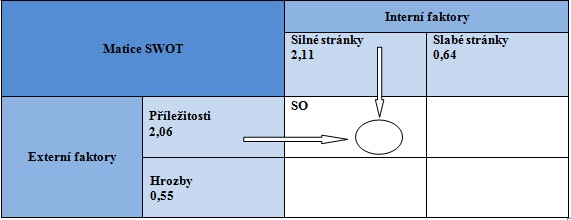 Matice SWOT
Interní faktory
Silné stránky
2,11
Slabé stránky
0,64
Externí faktory
Příležitosti
2,06
SO
Hrozby
0,55